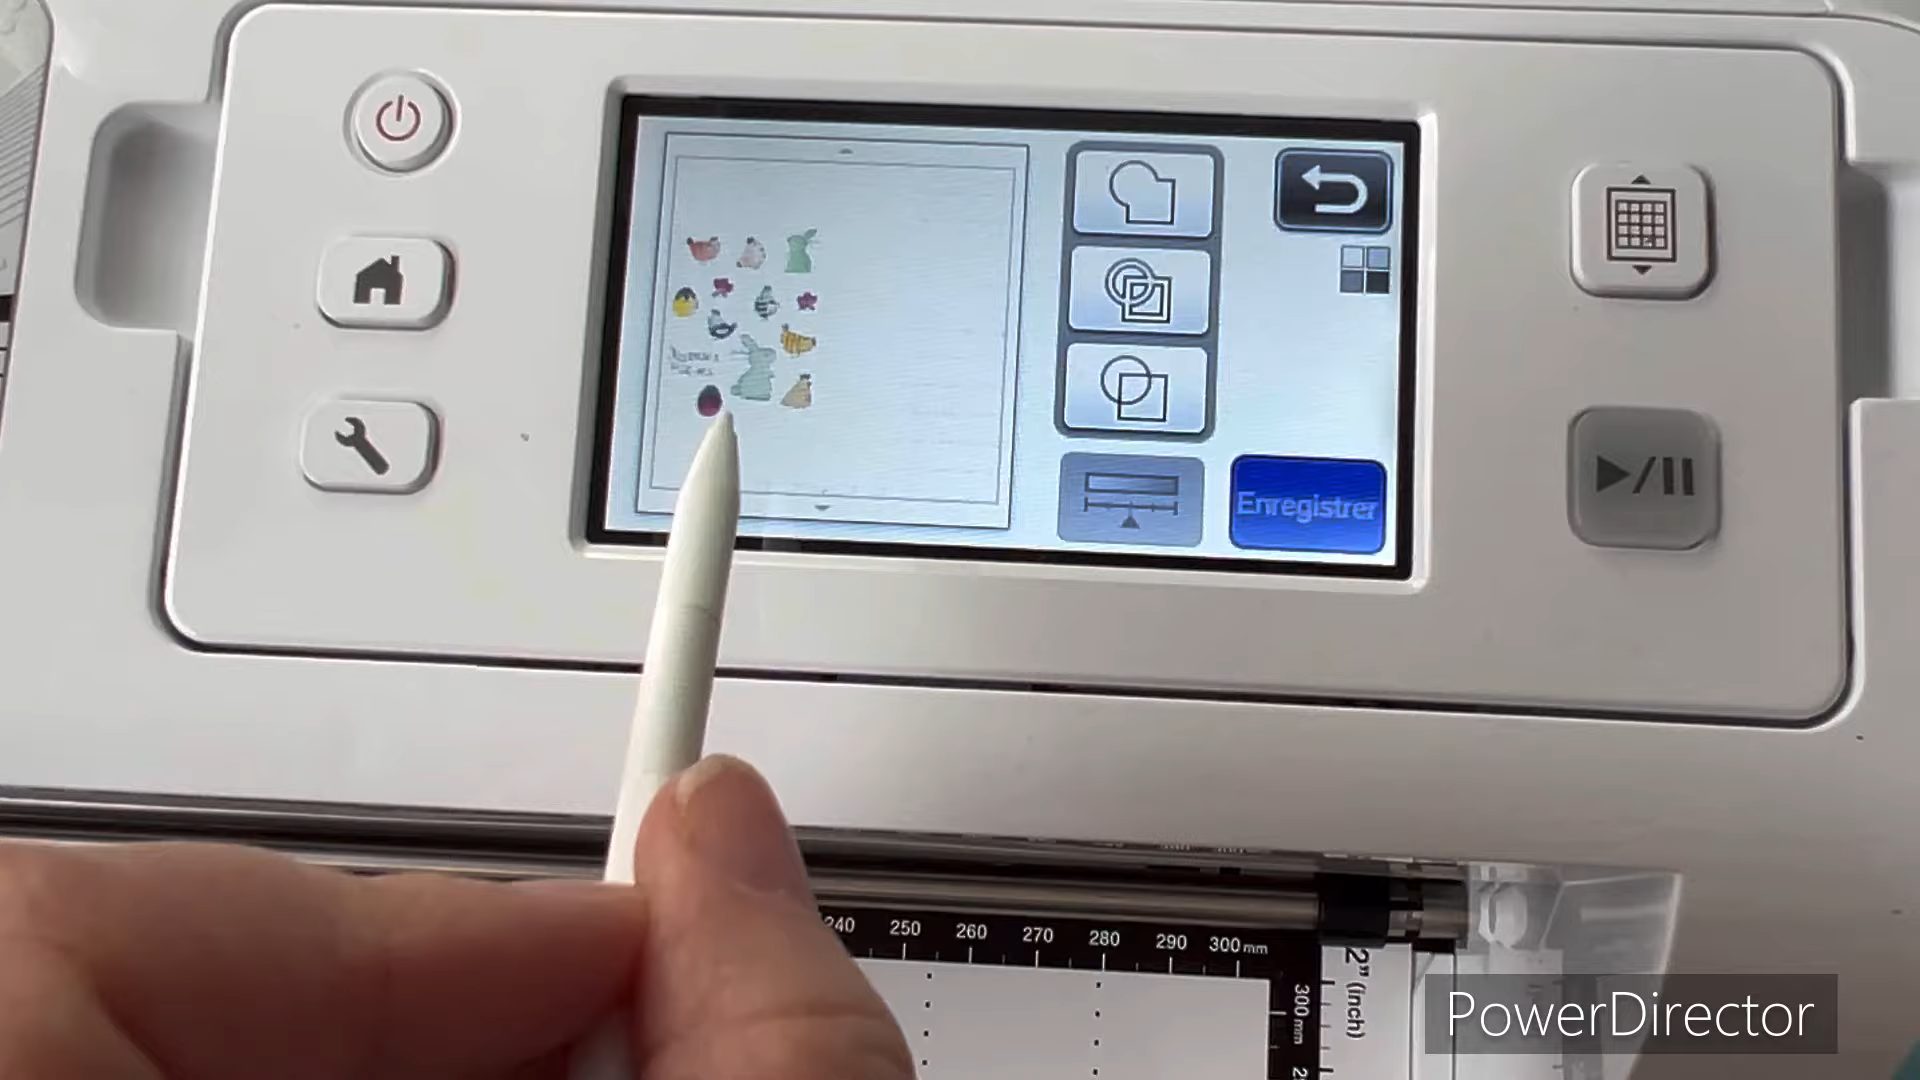 Enregistrer
240 250 260 270 280 290 300 mm
2" (inch)
300 mm
PowerDirector